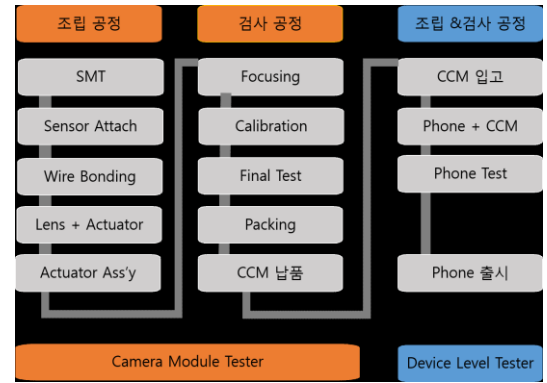 조립 공정
SMT
Sensor Attach
Wire Bonding
Lens + Actuator
Actuator Ass'y
검사 공정
Focusing
Calibration
Final Test
Packing
CCM 납품
조립 &검사 공정
CCM 입고
Phone + CCM
Phone Test
Phone 출시
Camera Module Tester
Device Level Tester